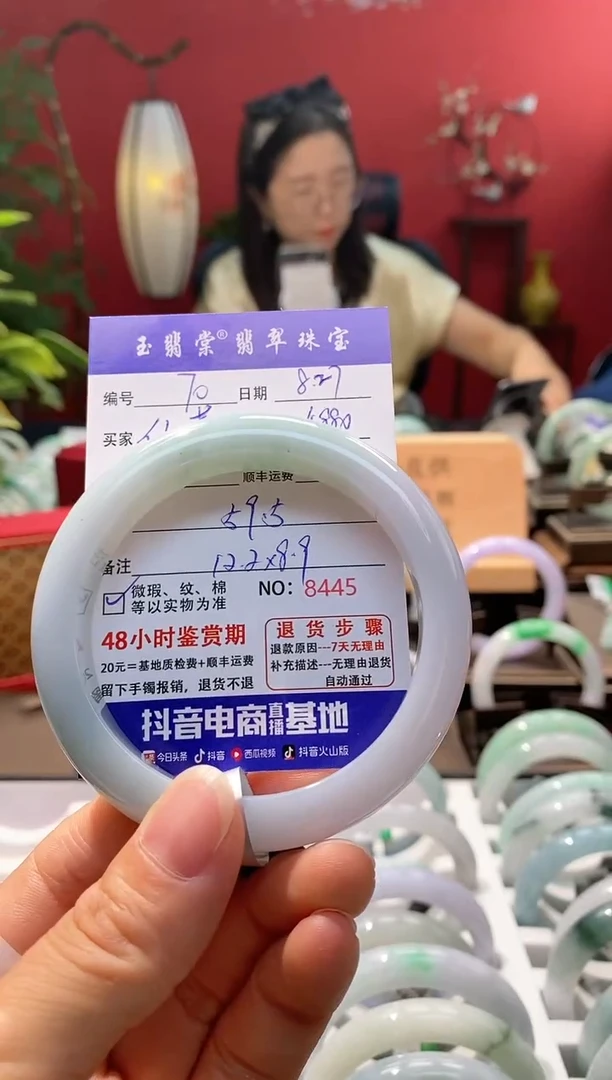 玉翡棠®翡翠珠宝
编号 70 日期 8.27
买家
顺丰运费
59.5
备注 12.2x8.9
微瑕、纹、棉 NO: 8445
等以实物为准
48小时鉴赏期
20元=基地质检费+顺丰运费
留下手镯报销，退货不退
退货步骤
退款原因---7天无理由
补充描述---无理由退货
自动通过
抖音电商直播基地
今日头条 抖音 西瓜视频 抖音火山版